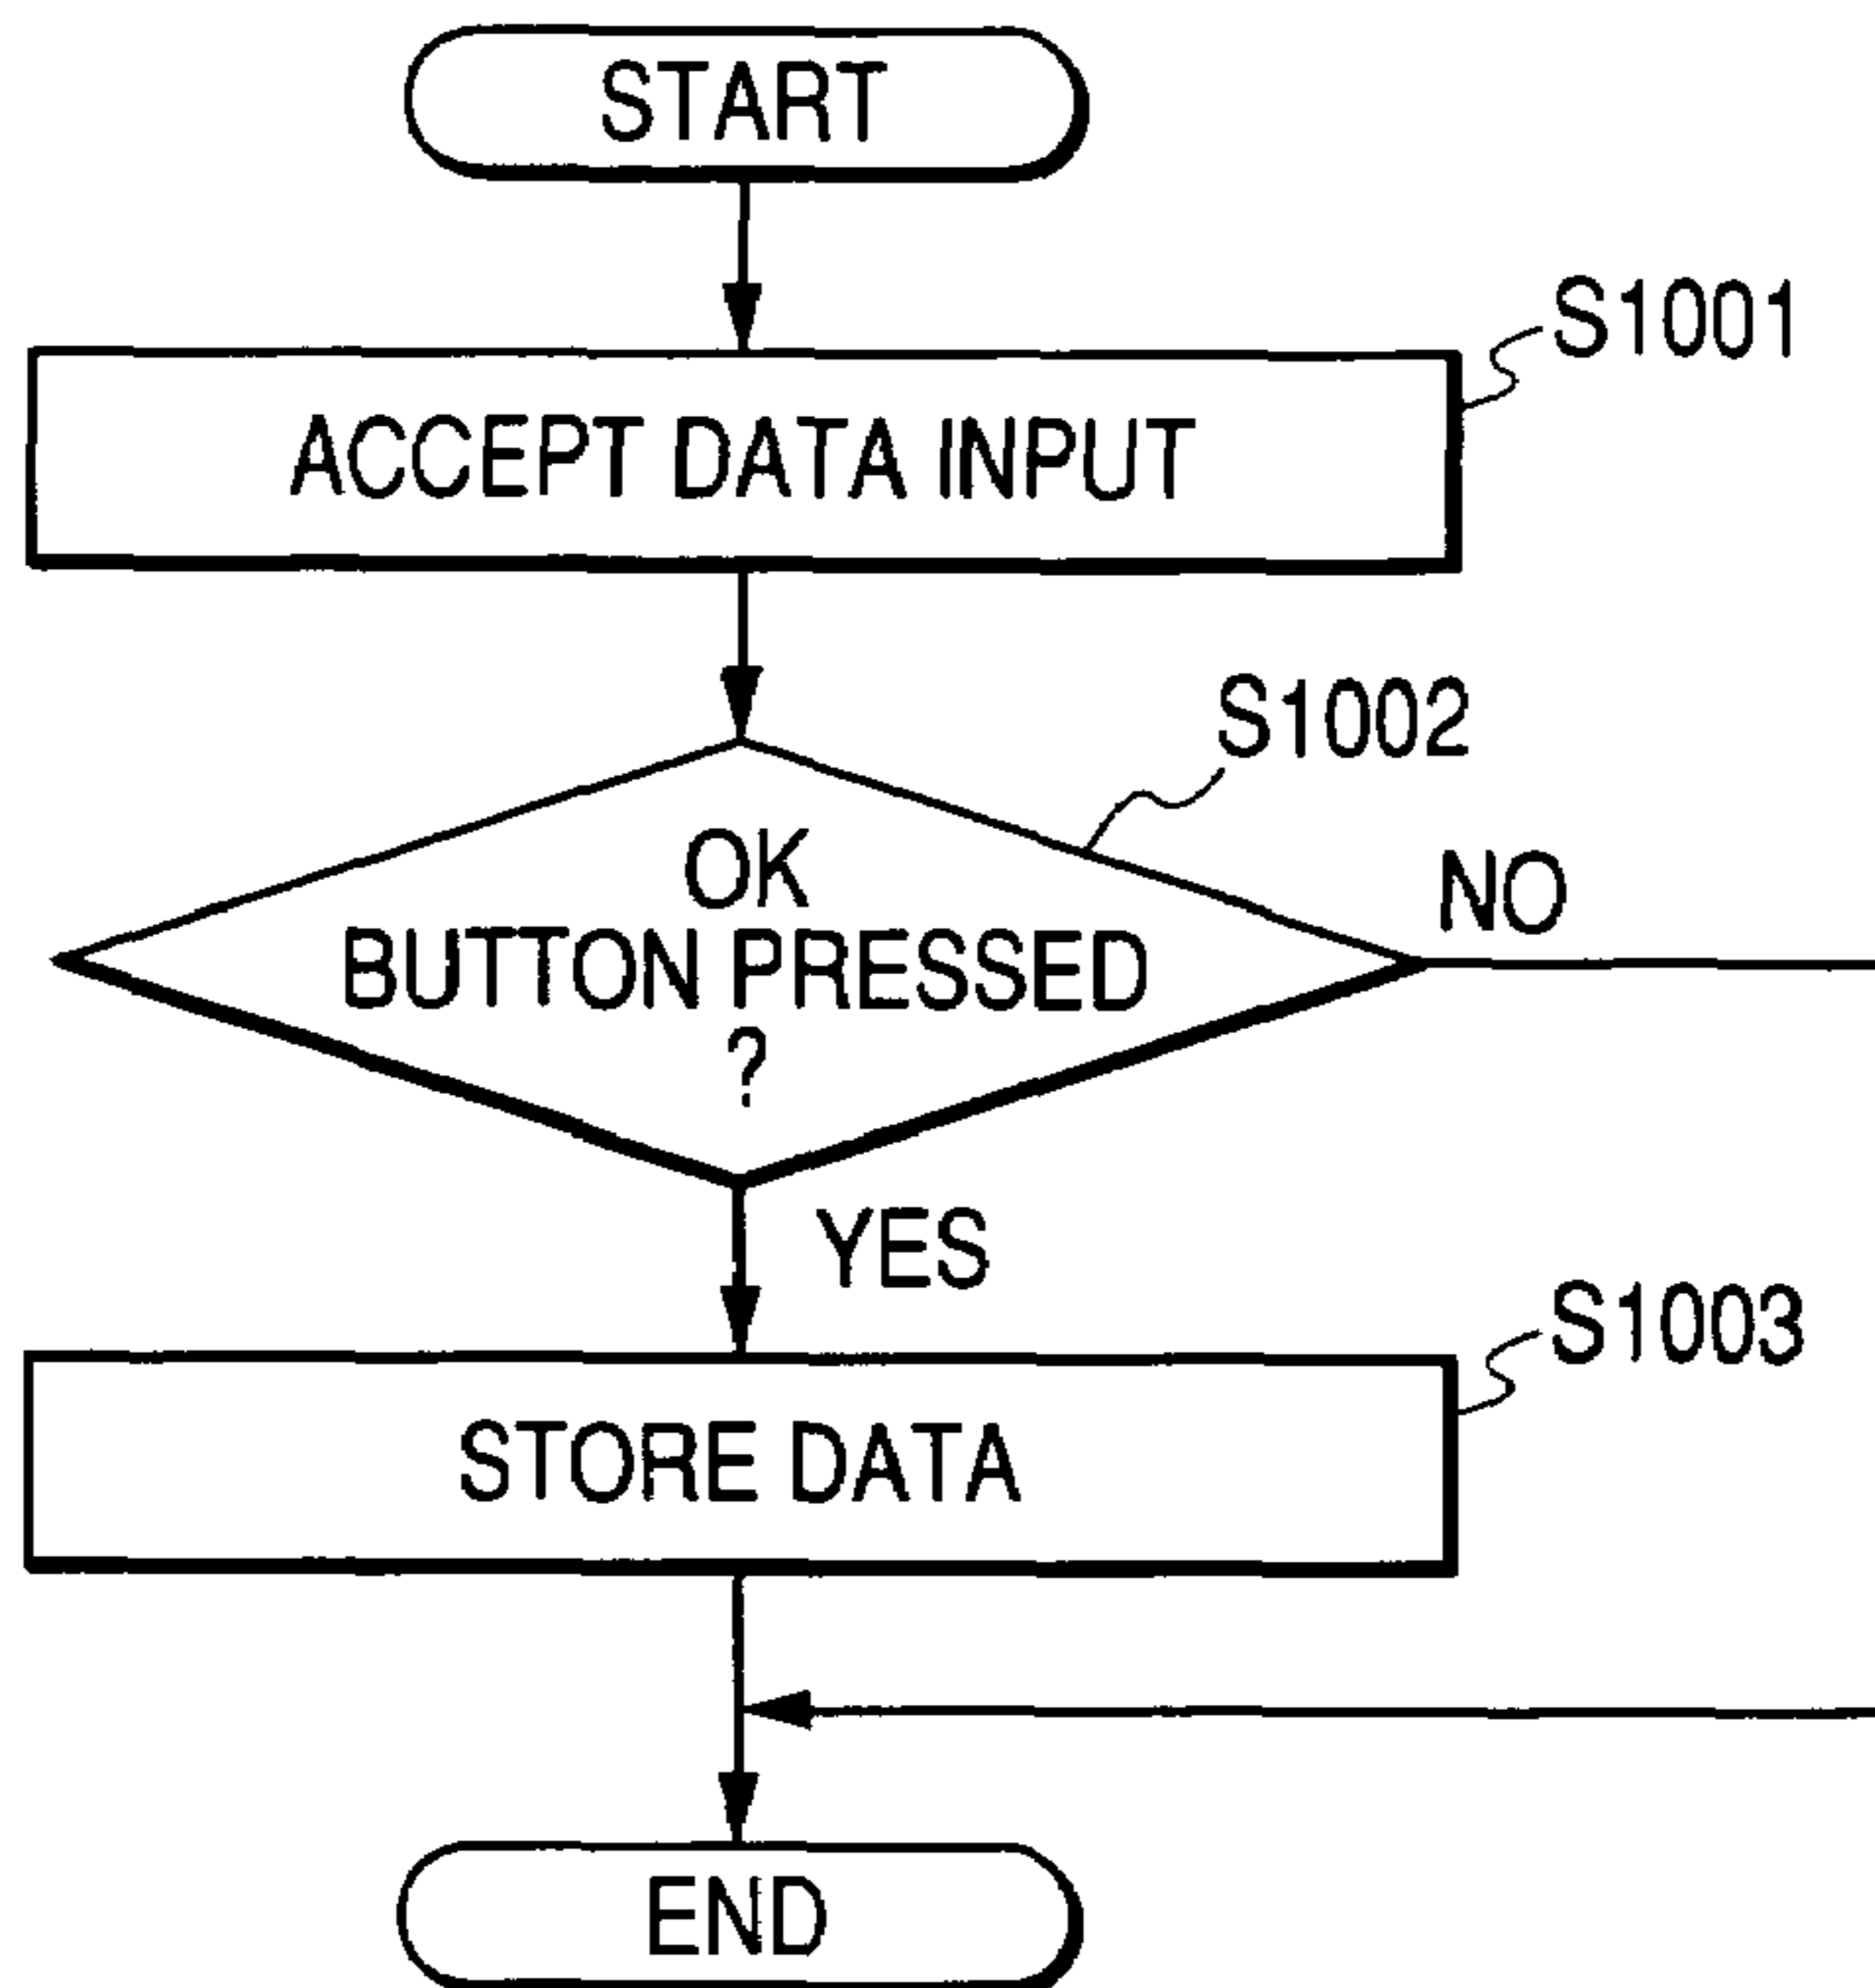 START
S1001
ACCEPT DATA INPUT
S1002
OK
BUTTON PRESSED
?
NO
YES
S1003
STORE DATA
END